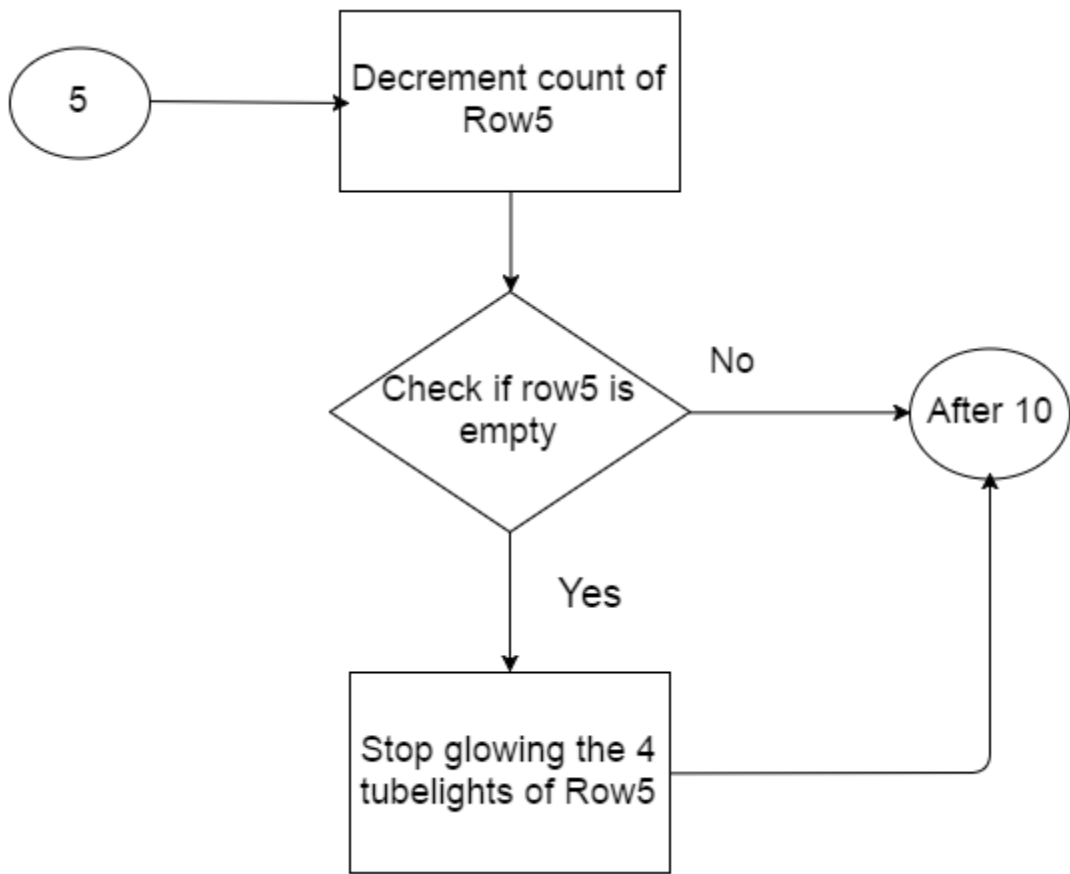 5
Decrement count of
Row5
Check if row5 is
empty
No
After 10
Yes
Stop glowing the 4
tubelights of Row5